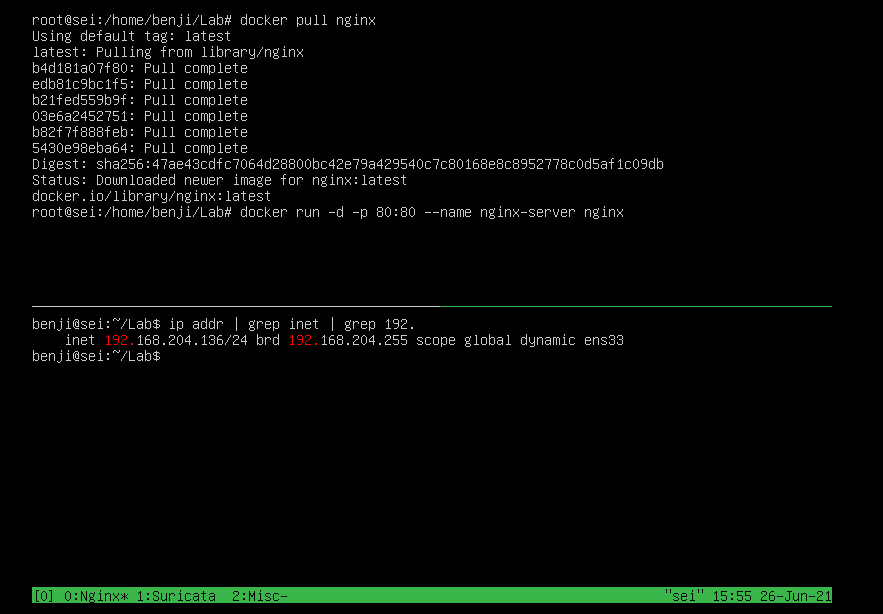 root@sei:/home/benji/Lab# docker pull nginx
Using default tag: latest
latest: Pulling from library/nginx
b4d181a07f80: Pull complete
edb81c9bc1f5: Pull complete
b21fed559b9f: Pull complete
03e6a2452751: Pull complete
b82f7f888feb: Pull complete
5430e98eba64: Pull complete
Digest: sha256:47ae43cdfc7064d28800bc42e79a429540c7c80168e8c8952778c0d5af1c09db
Status: Downloaded newer image for nginx:latest
docker.io/library/nginx:latest
root@sei:/home/benji/Lab# docker run -d -p 80:80 --name nginx-server nginx
benji@sei:~/Lab$ ip addr | grep inet | grep 192.
    inet 192.168.204.136/24 brd 192.168.204.255 scope global dynamic ens33
benji@sei:~/Lab$
[0] 0:Nginx* 1:Suricata  2:Misc- "sei" 15:55 26-Jun-21